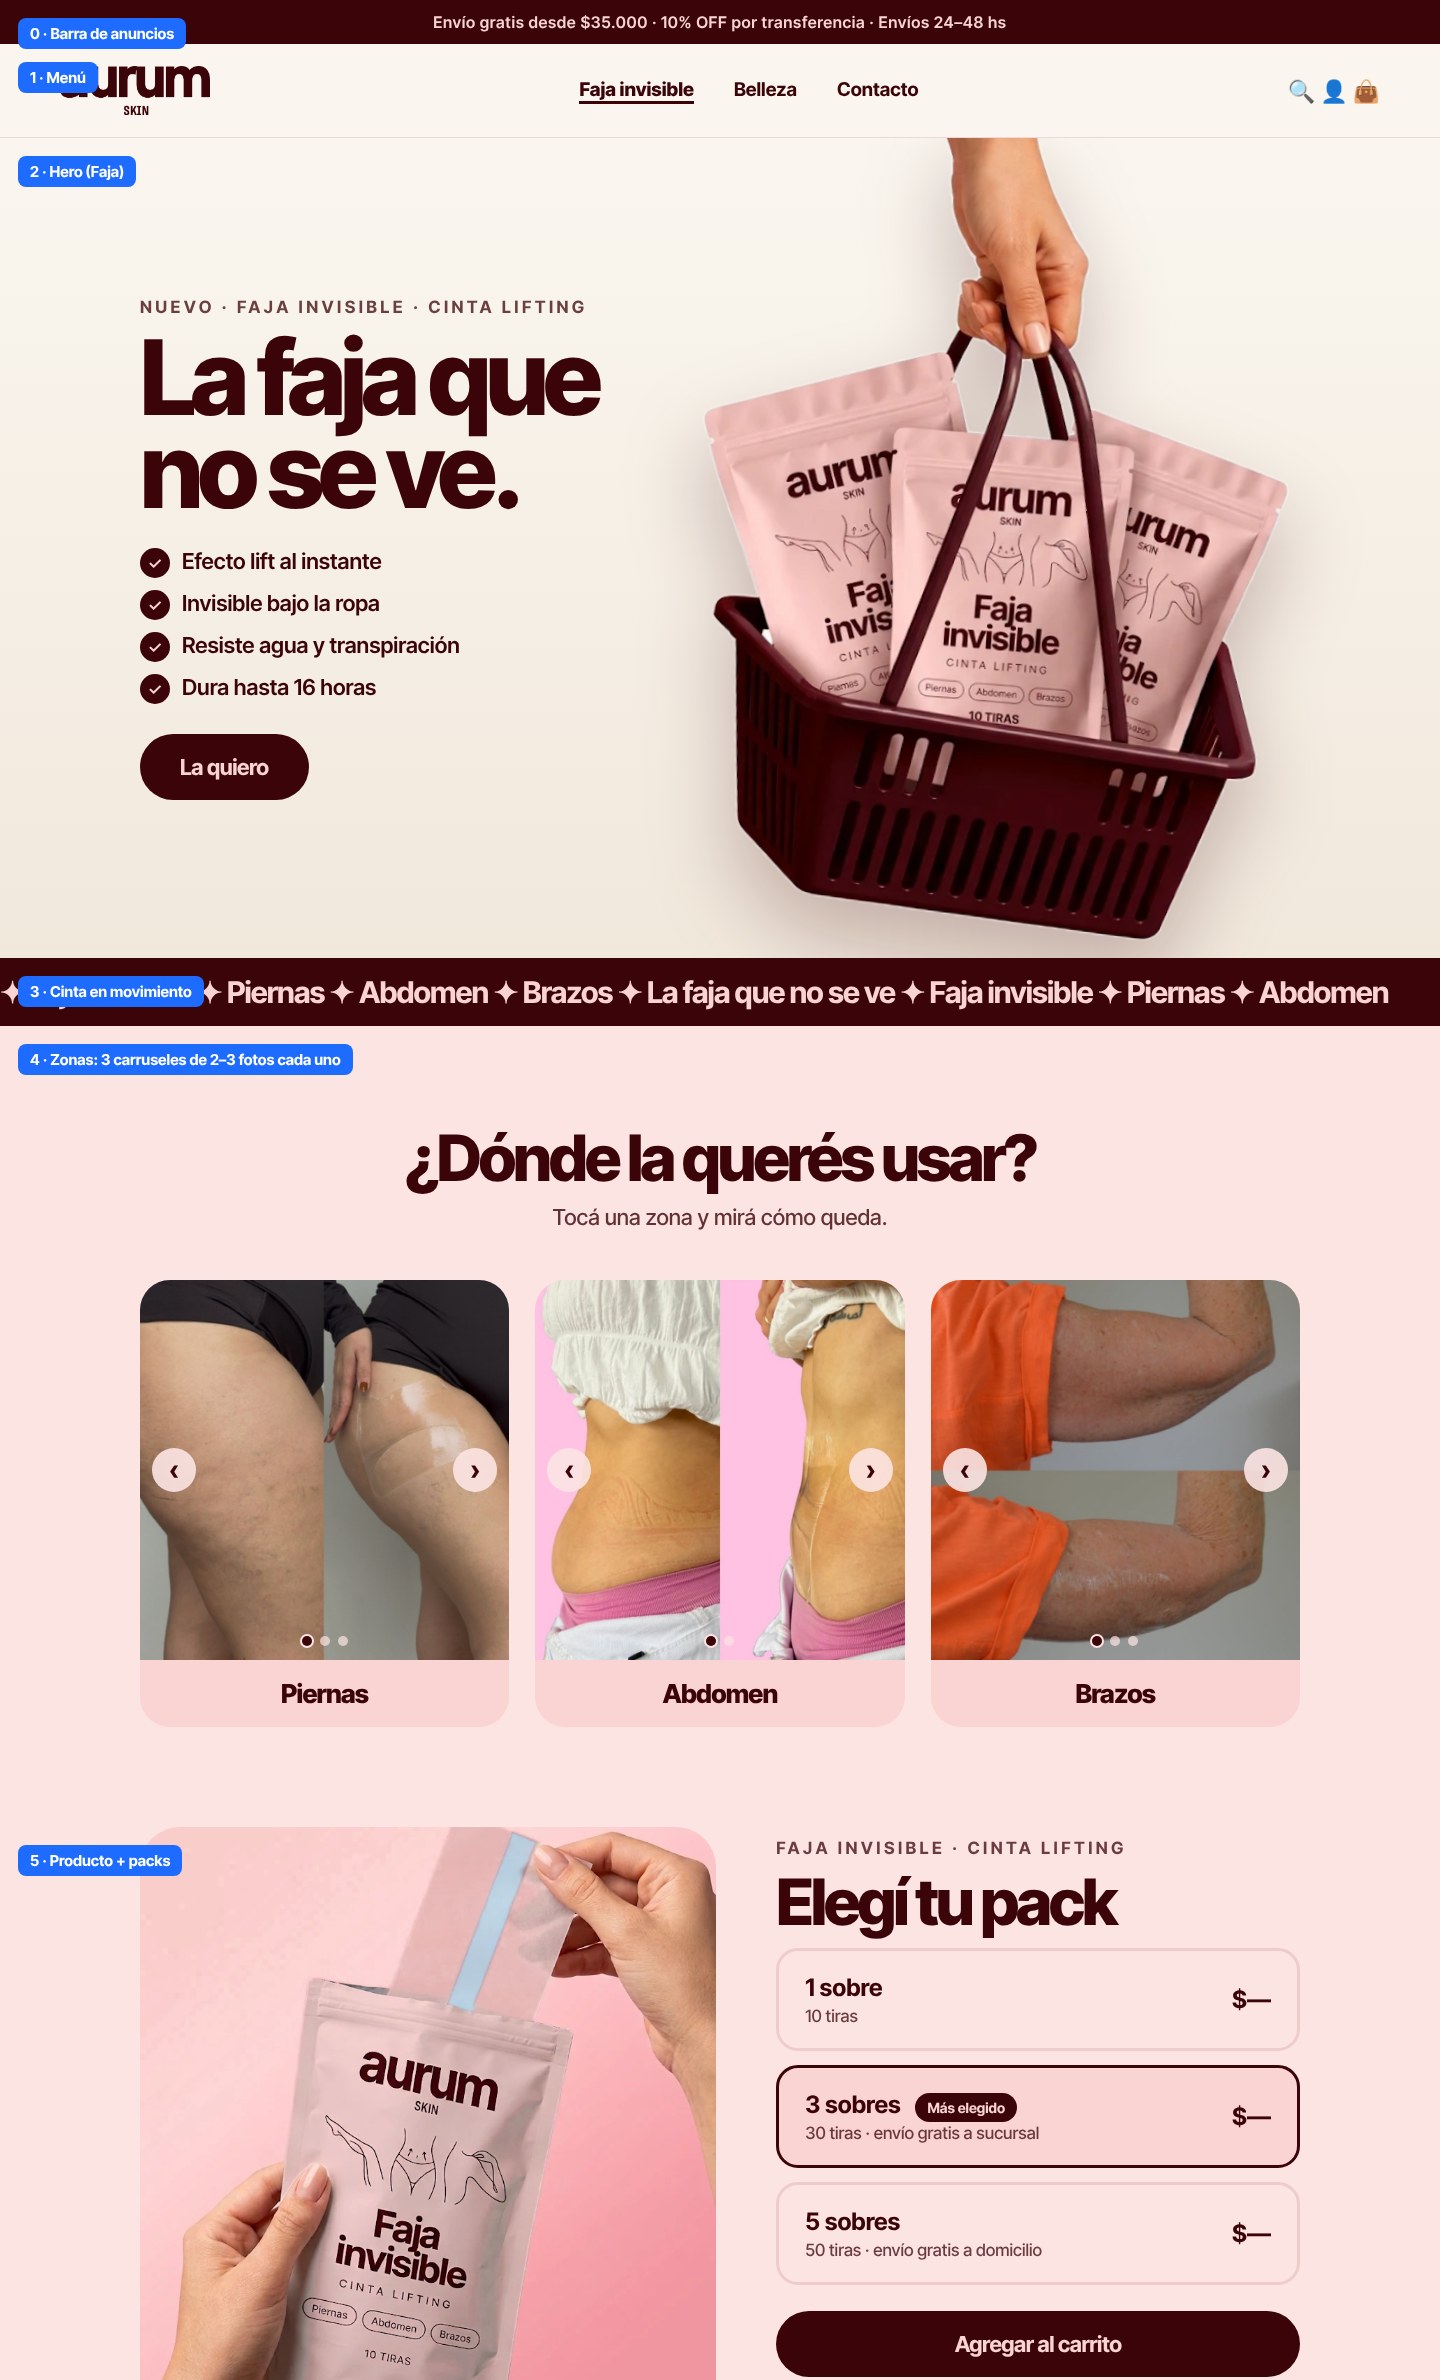 Envío gratis desde $35.000 · 10% OFF por transferencia · Envíos 24–48 hs
0 · Barra de anuncios
1 · Menú
aurum
SKIN
Faja invisible
Belleza
Contacto
2 · Hero (Faja)
NUEVO · FAJA INVISIBLE · CINTA LIFTING
La faja que
no se ve.
Efecto lift al instante
Invisible bajo la ropa
Resiste agua y transpiración
Dura hasta 16 horas
La quiero
aurum
SKIN
CINTA
Piernas
aurum
SKIN
Faja
invisible
CINTA LIFTING
Piernas
Abdomen
Brazos
10 TIRAS
SKIN
3 · Cinta en movimiento
✦ Piernas ✦ Abdomen ✦ Brazos ✦ La faja que no se ve ✦ Faja invisible ✦ Piernas ✦ Abdomen
4 · Zonas: 3 carruseles de 2–3 fotos cada uno
¿Dónde la querés usar?
Tocá una zona y mirá cómo queda.
Piernas
Abdomen
Brazos
5 · Producto + packs
aurum
SKIN
Faja
invisible
CINTA LIFTING
Piernas
Abdomen
Brazos
10 TIRAS
FAJA INVISIBLE · CINTA LIFTING
Elegí tu pack
1 sobre
10 tiras
$—
3 sobres
Más elegido
30 tiras · envío gratis a sucursal
$—
5 sobres
50 tiras · envío gratis a domicilio
$—
Agregar al carrito